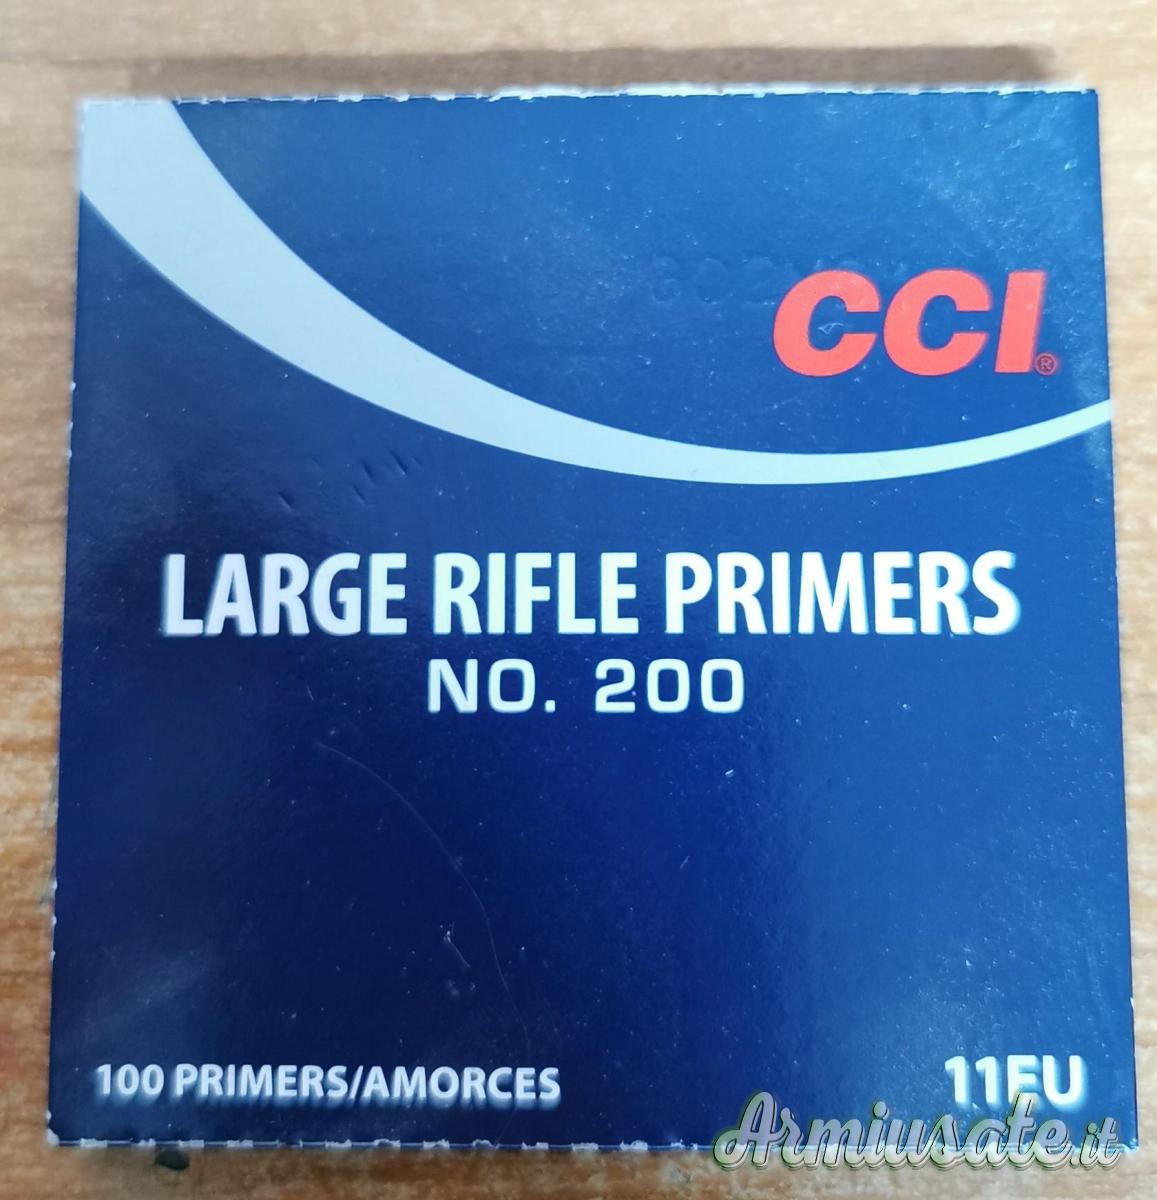 CCI®
LARGE RIFLE PRIMERS
NO. 200
100 PRIMERS/AMORCES
11EU
Armiusate.it